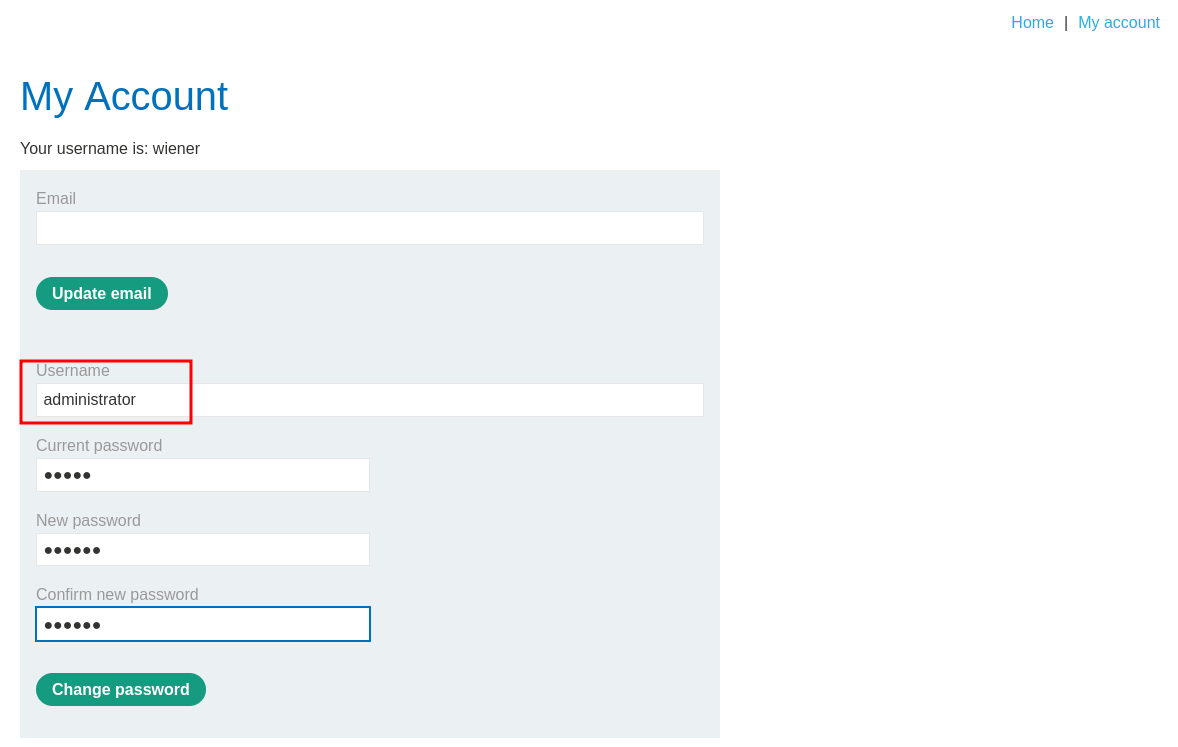 Home | My account
My Account
Your username is: wiener
Email
Update email
Username
administrator
Current password
●●●●●
New password
●●●●●●
Confirm new password
●●●●●●
Change password